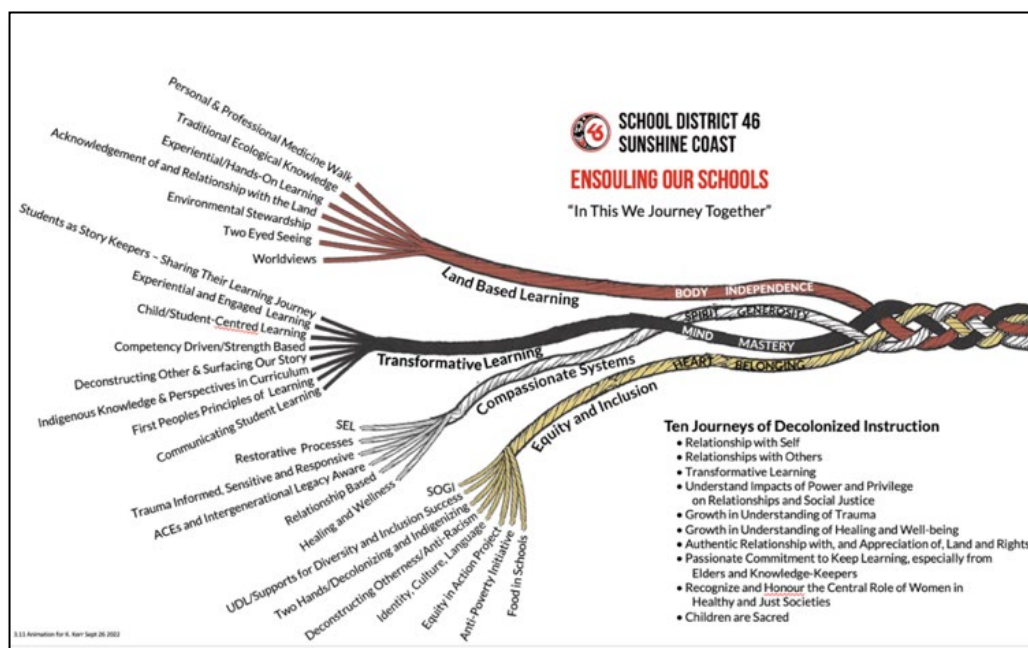 46
SCHOOL DISTRICT 46
SUNSHINE COAST
ENSOULING OUR SCHOOLS
“In This We Journey Together”
Personal & Professional Medicine Walk
Traditional Ecological Knowledge
Experiential/Hands-On Learning
Acknowledgement of and Relationship with the Land
Environmental Stewardship
Two Eyed Seeing
Worldviews
Land Based Learning
BODY INDEPENDENCE
Students as Story Keepers – Sharing Their Learning Journey
Experiential and Engaged Learning
Child/Student-Centred Learning
Competency Driven/Strength Based
Deconstructing Other & Surfacing Our Story
Indigenous Knowledge & Perspectives in Curriculum
First Peoples Principles of Learning
Communicating Student Learning
Transformative Learning
MIND MASTERY
SEL
Restorative Processes
Trauma Informed, Sensitive and Responsive
ACEs and Intergenerational Legacy Aware
Relationship Based
Healing and Wellness
Compassionate Systems
SPIRIT GENEROSITY
SOGI
UDL/Supports for Diversity and Inclusion Success
Two Hands/Decolonizing and Indigenizing
Deconstructing Otherness/Anti-Racism
Identity, Culture, Language
Equity in Action Project
Anti-Poverty Initiative
Food in Schools
Equity and Inclusion
HEART BELONGING
Ten Journeys of Decolonized Instruction
• Relationship with Self
• Relationships with Others
• Transformative Learning
• Understand Impacts of Power and Privilege
on Relationships and Social Justice
• Growth in Understanding of Trauma
• Growth in Understanding of Healing and Well-being
• Authentic Relationship with, and Appreciation of, Land and Rights
• Passionate Commitment to Keep Learning, especially from
Elders and Knowledge-Keepers
• Recognize and Honour the Central Role of Women in
Healthy and Just Societies
• Children are Sacred
3.11 Animation for K. Kerr Sept 26 2022